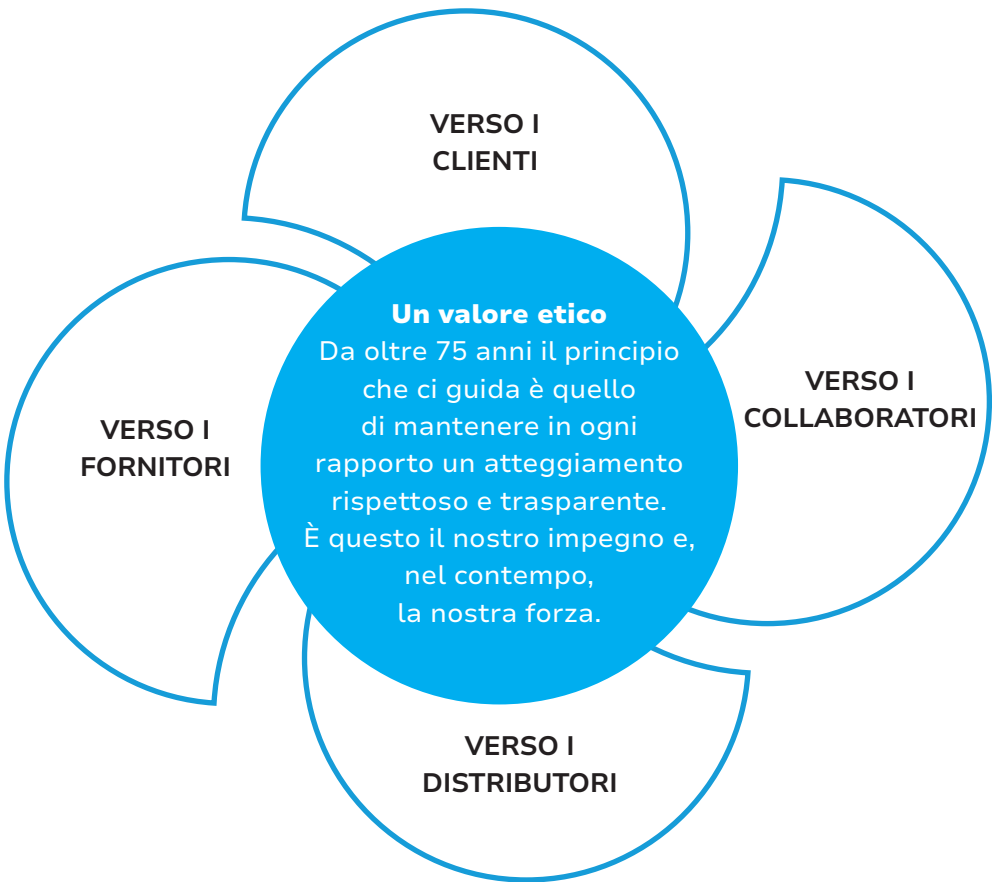 VERSO I
CLIENTI
Un valore etico
Da oltre 75 anni il principio
che ci guida è quello
di mantenere in ogni
rapporto un atteggiamento
rispettoso e trasparente.
È questo il nostro impegno e,
nel contempo,
la nostra forza.
VERSO I
COLLABORATORI
VERSO I
FORNITORI
VERSO I
DISTRIBUTORI